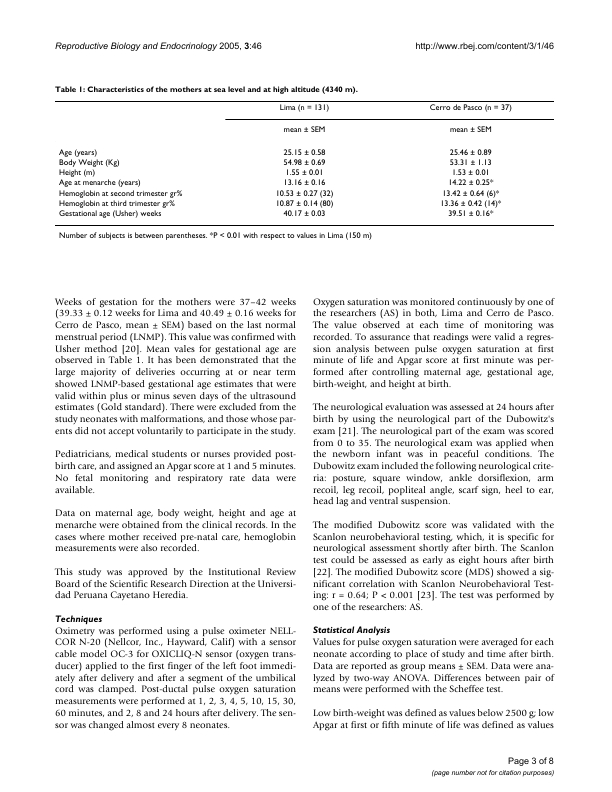 Reproductive Biology and Endocrinology 2005, 3:46
http://www.rbej.com/content/3/1/46
Table 1: Characteristics of the mothers at sea level and at high altitude (4340 m).
Lima (n = 131) Cerro de Pasco (n = 37)
mean ± SEM mean ± SEM
Age (years) 25.15 ± 0.58 25.46 ± 0.89
Body Weight (Kg) 54.98 ± 0.69 53.31 ± 1.13
Height (m) 1.55 ± 0.01 1.53 ± 0.01
Age at menarche (years) 13.16 ± 0.16 14.22 ± 0.25*
Hemoglobin at second trimester gr% 10.53 ± 0.27 (32) 13.42 ± 0.64 (6)*
Hemoglobin at third trimester gr% 10.87 ± 0.14 (80) 13.36 ± 0.42 (14)*
Gestational age (Usher) weeks 40.17 ± 0.03 39.51 ± 0.16*
Number of subjects is between parentheses. *P < 0.01 with respect to values in Lima (150 m)
Weeks of gestation for the mothers were 37–42 weeks
(39.33 ± 0.12 weeks for Lima and 40.49 ± 0.16 weeks for
Cerro de Pasco, mean ± SEM) based on the last normal
menstrual period (LNMP). This value was confirmed with
Usher method [20]. Mean vales for gestational age are
observed in Table 1. It has been demonstrated that the
large majority of deliveries occurring at or near term
showed LNMP-based gestational age estimates that were
valid within plus or minus seven days of the ultrasound
estimates (Gold standard). There were excluded from the
study neonates with malformations, and those whose par-
ents did not accept voluntarily to participate in the study.
Pediatricians, medical students or nurses provided post-
birth care, and assigned an Apgar score at 1 and 5 minutes.
No fetal monitoring and respiratory rate data were
available.
Data on maternal age, body weight, height and age at
menarche were obtained from the clinical records. In the
cases where mother received pre-natal care, hemoglobin
measurements were also recorded.
This study was approved by the Institutional Review
Board of the Scientific Research Direction at the Universi-
dad Peruana Cayetano Heredia.
Techniques
Oximetry was performed using a pulse oximeter NELL-
COR N-20 (Nellcor, Inc., Hayward, Calif) with a sensor
cable model OC-3 for OXICLIQ-N sensor (oxygen trans-
ducer) applied to the first finger of the left foot immedi-
ately after delivery and after a segment of the umbilical
cord was clamped. Post-ductal pulse oxygen saturation
measurements were performed at 1, 2, 3, 4, 5, 10, 15, 30,
60 minutes, and 2, 8 and 24 hours after delivery. The sen-
sor was changed almost every 8 neonates.
Oxygen saturation was monitored continuously by one of
the researchers (AS) in both, Lima and Cerro de Pasco.
The value observed at each time of monitoring was
recorded. To assurance that readings were valid a regres-
sion analysis between pulse oxygen saturation at first
minute of life and Apgar score at first minute was per-
formed after controlling maternal age, gestational age,
birth-weight, and height at birth.
The neurological evaluation was assessed at 24 hours after
birth by using the neurological part of the Dubowitz's
exam [21]. The neurological part of the exam was scored
from 0 to 35. The neurological exam was applied when
the newborn infant was in peaceful conditions. The
Dubowitz exam included the following neurological crite-
ria: posture, square window, ankle dorsiflexion, arm
recoil, leg recoil, popliteal angle, scarf sign, heel to ear,
head lag and ventral suspension.
The modified Dubowitz score was validated with the
Scanlon neurobehavioral testing, which, it is specific for
neurological assessment shortly after birth. The Scanlon
test could be assessed as early as eight hours after birth
[22]. The modified Dubowitz score (MDS) showed a sig-
nificant correlation with Scanlon Neurobehavioral Test-
ing: r = 0.64; P < 0.001 [23]. The test was performed by
one of the researchers: AS.
Statistical Analysis
Values for pulse oxygen saturation were averaged for each
neonate according to place of study and time after birth.
Data are reported as group means ± SEM. Data were ana-
lyzed by two-way ANOVA. Differences between pair of
means were performed with the Scheffee test.
Low birth-weight was defined as values below 2500 g; low
Apgar at first or fifth minute of life was defined as values
Page 3 of 8
(page number not for citation purposes)